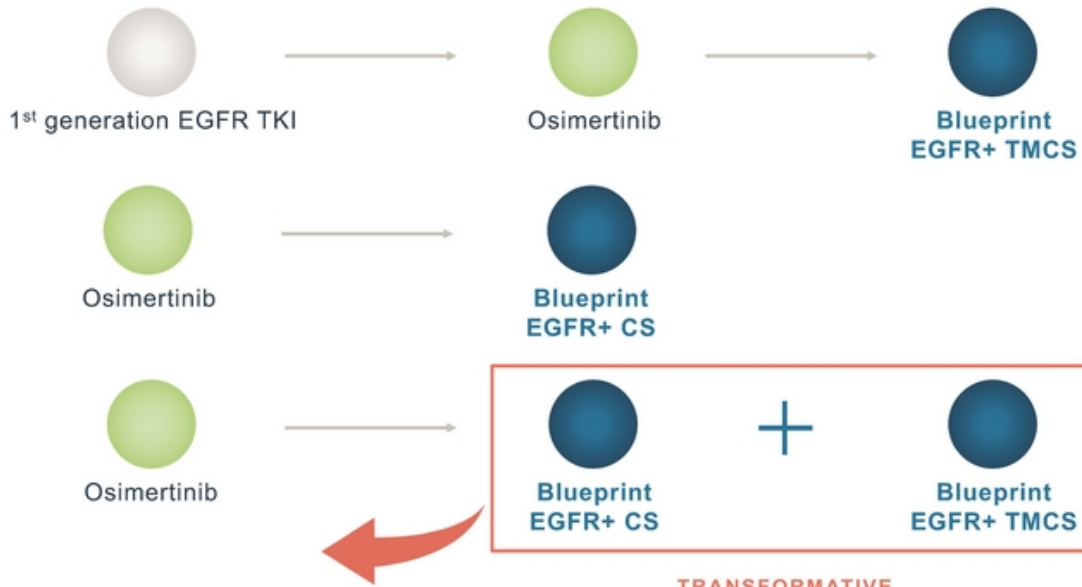 1st generation EGFR TKI
Osimertinib
Blueprint
EGFR+ TMCS
Osimertinib
Blueprint
EGFR+ CS
Osimertinib
Blueprint
EGFR+ CS
+
Blueprint
EGFR+ TMCS
TRANSFORMATIVE